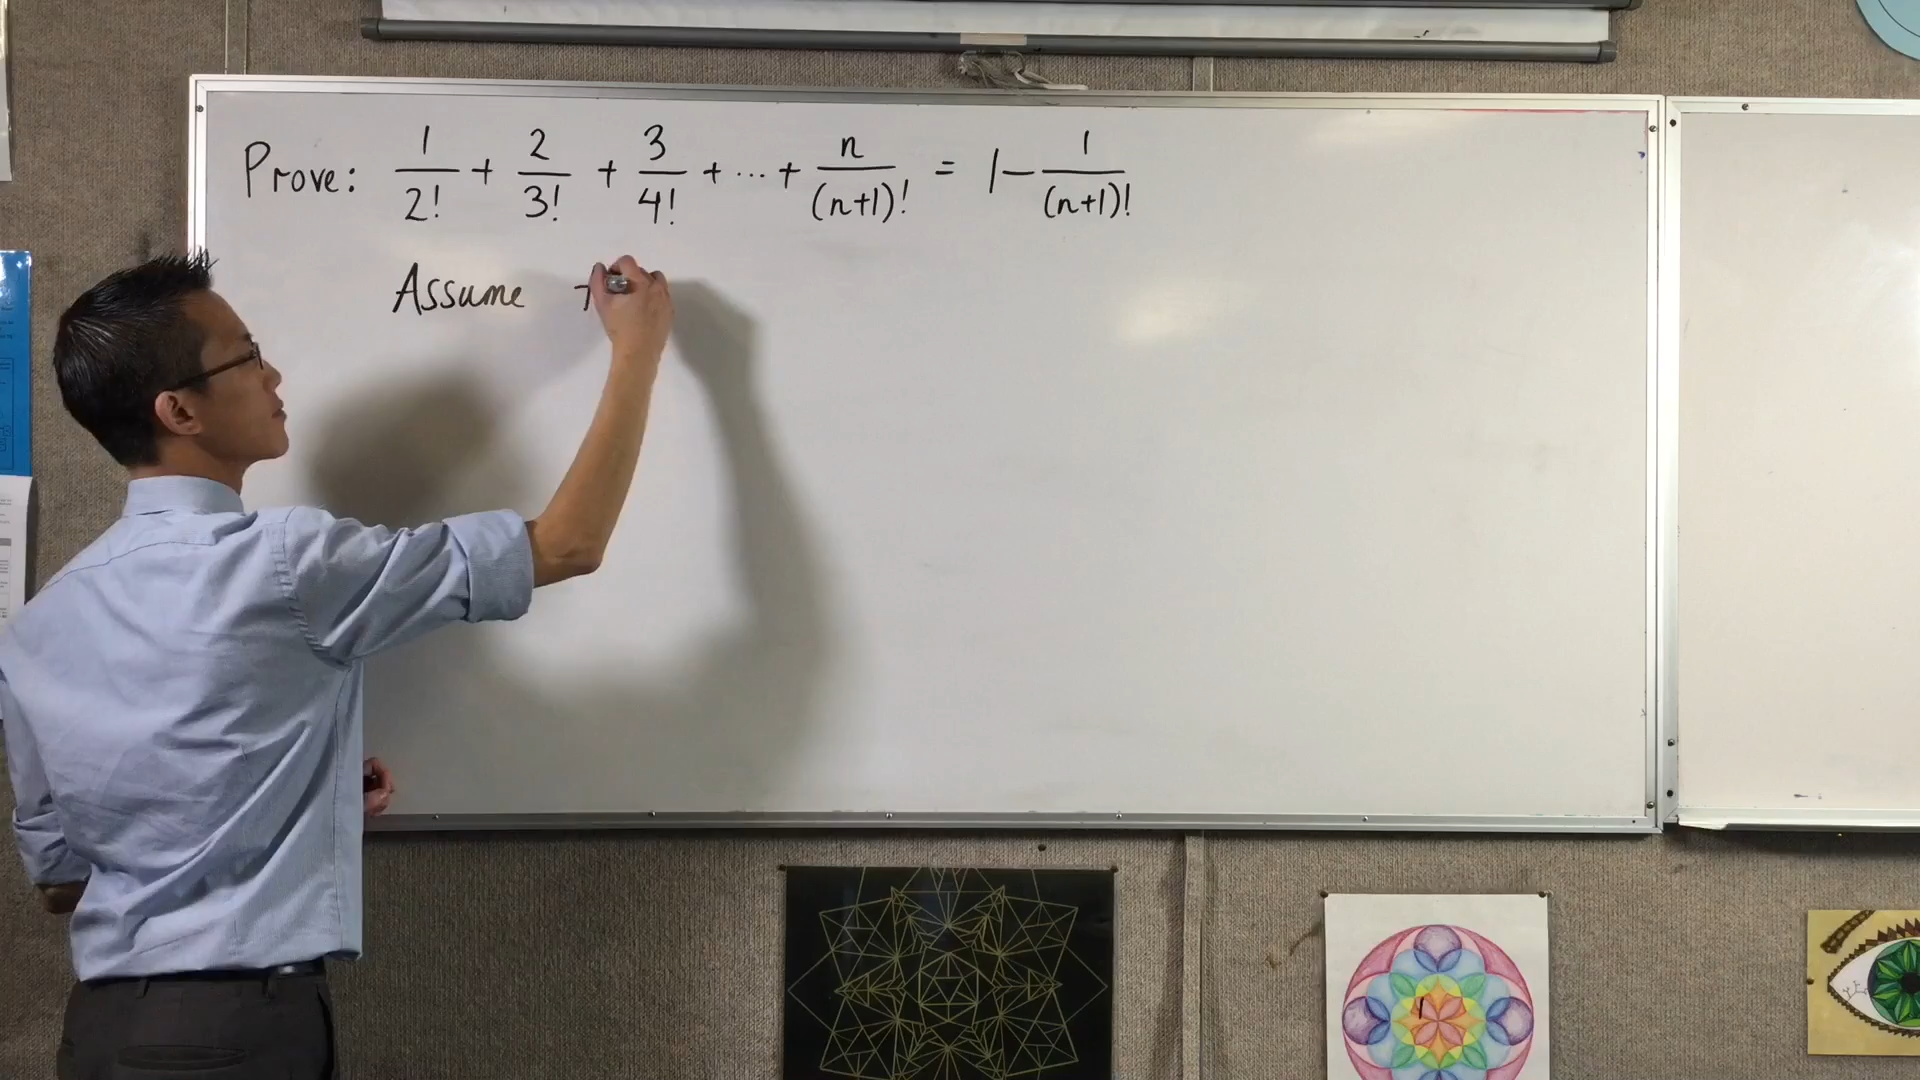 Prove: 1/2! + 2/3! + 3/4! + ... + n/(n+1)! = 1 - 1/(n+1)!
Assume